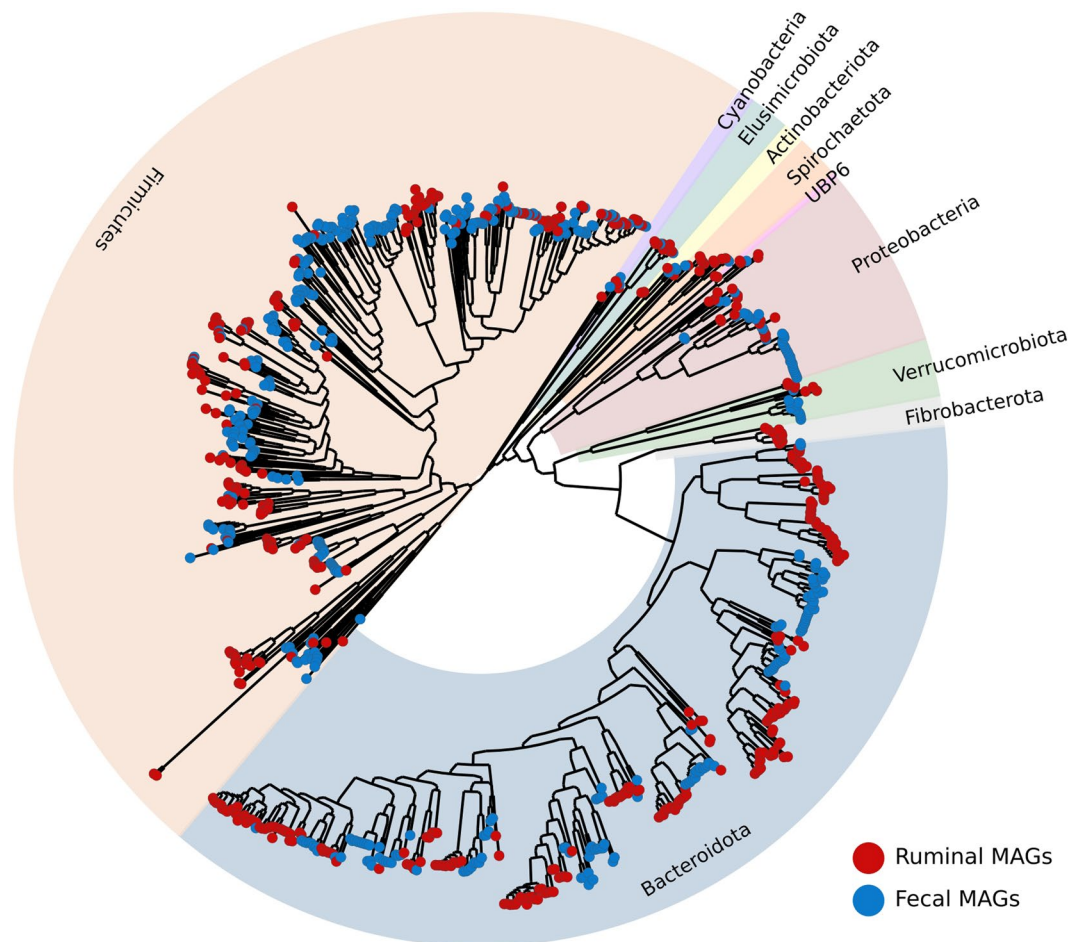 Cyanobacteria
Elusimicrobiota
Actinobacteriota
Spirochaetota
UBP6
Proteobacteria
Verrucomicrobiota
Fibrobacterota
Firmicutes
Bacteroidota
Ruminal MAGs
Fecal MAGs